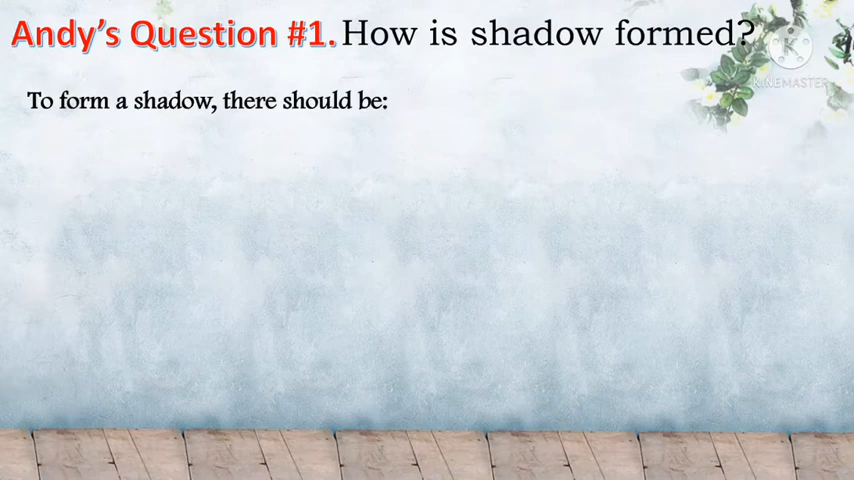 Andy's Question #1. How is shadow formed?
KINEMASTER
To form a shadow, there should be: